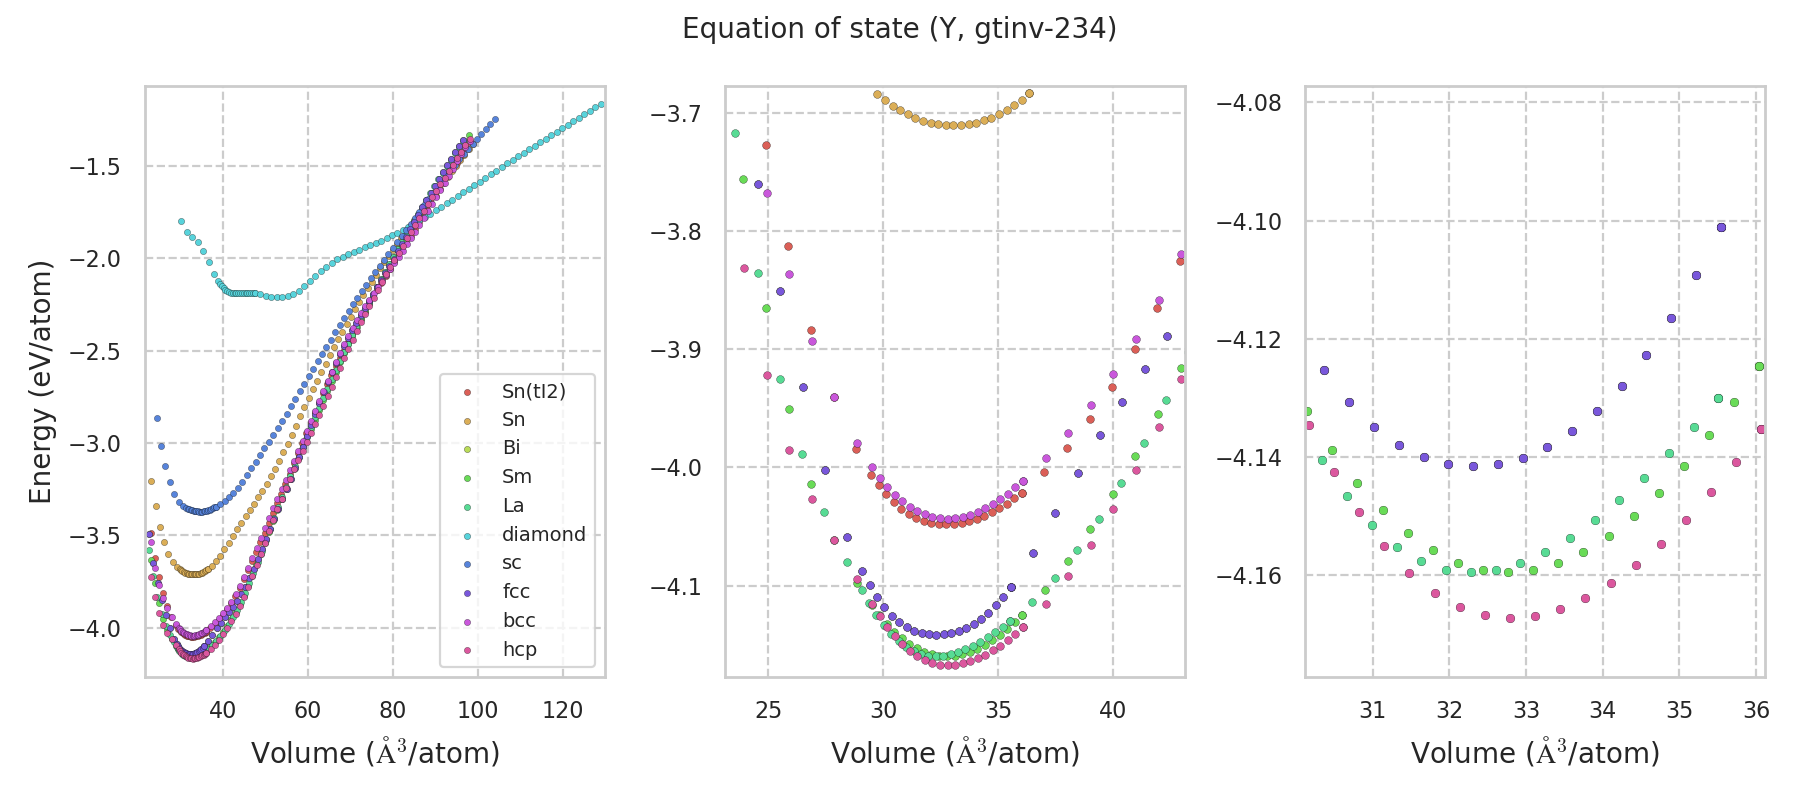 Equation of state (Y, gtinv-234)
Energy (eV/atom)
−1.5
−2.0
−2.5
−3.0
−3.5
−4.0
40 60 80 100 120
Volume (Å³/atom)
Sn(tI2)
Sn
Bi
Sm
La
diamond
sc
fcc
bcc
hcp
−3.7
−3.8
−3.9
−4.0
−4.1
25 30 35 40
Volume (Å³/atom)
−4.08
−4.10
−4.12
−4.14
−4.16
31 32 33 34 35 36
Volume (Å³/atom)